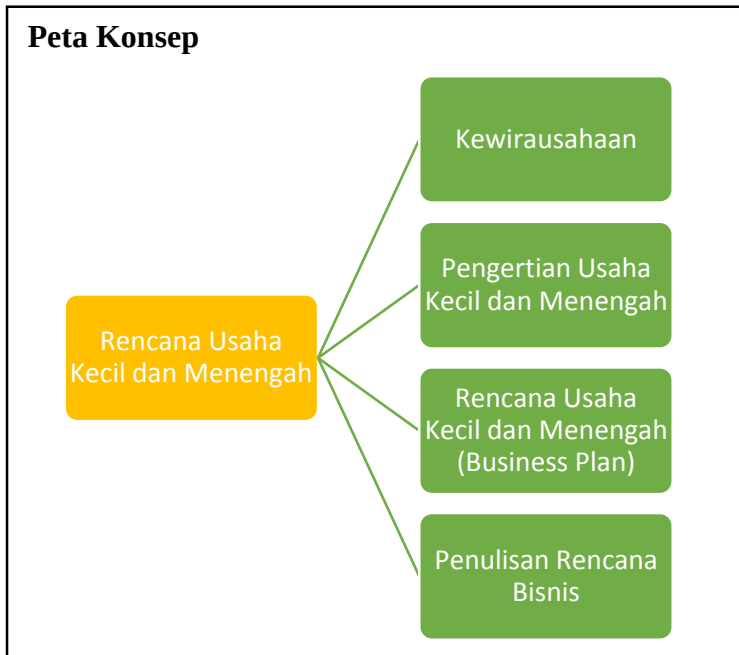 Peta Konsep
Rencana Usaha
Kecil dan Menengah
Kewirausahaan
Pengertian Usaha
Kecil dan Menengah
Rencana Usaha
Kecil dan Menengah
(Business Plan)
Penulisan Rencana
Bisnis